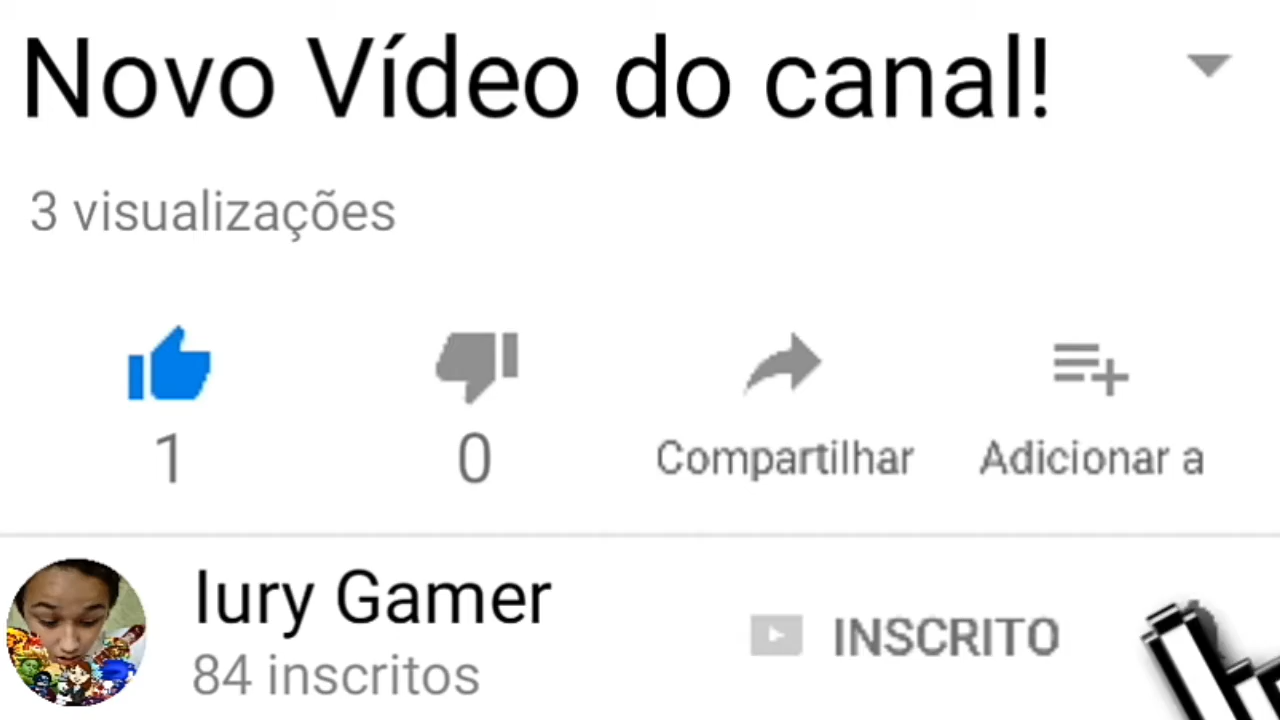 Novo Vídeo do canal!
3 visualizações
1 0 Compartilhar Adicionar a
Iury Gamer
INSCRITO
84 inscritos